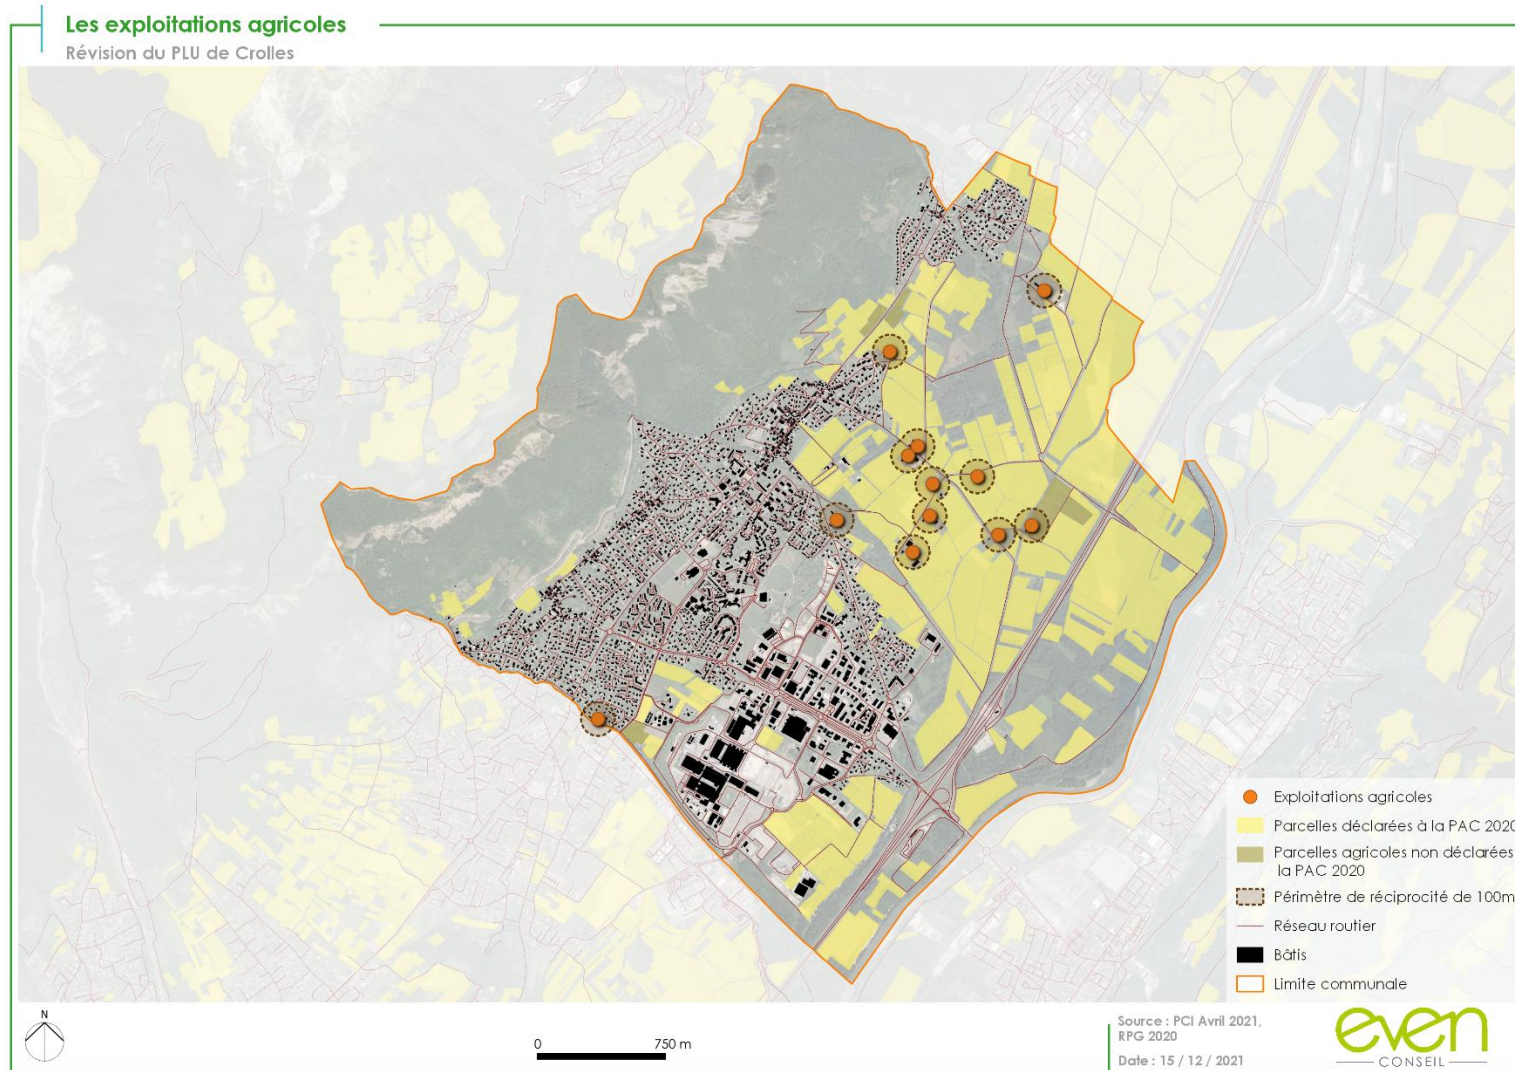 Les exploitations agricoles
Révision du PLU de Crolles
Exploitations agricoles
Parcelles déclarées à la PAC 2020
Parcelles agricoles non déclarées
la PAC 2020
Périmètre de réciprocité de 100m
Réseau routier
Bâtis
Limite communale
N
0 750 m
Source : PCI Avril 2021,
RPG 2020
Date : 15 / 12 / 2021
even
CONSEIL